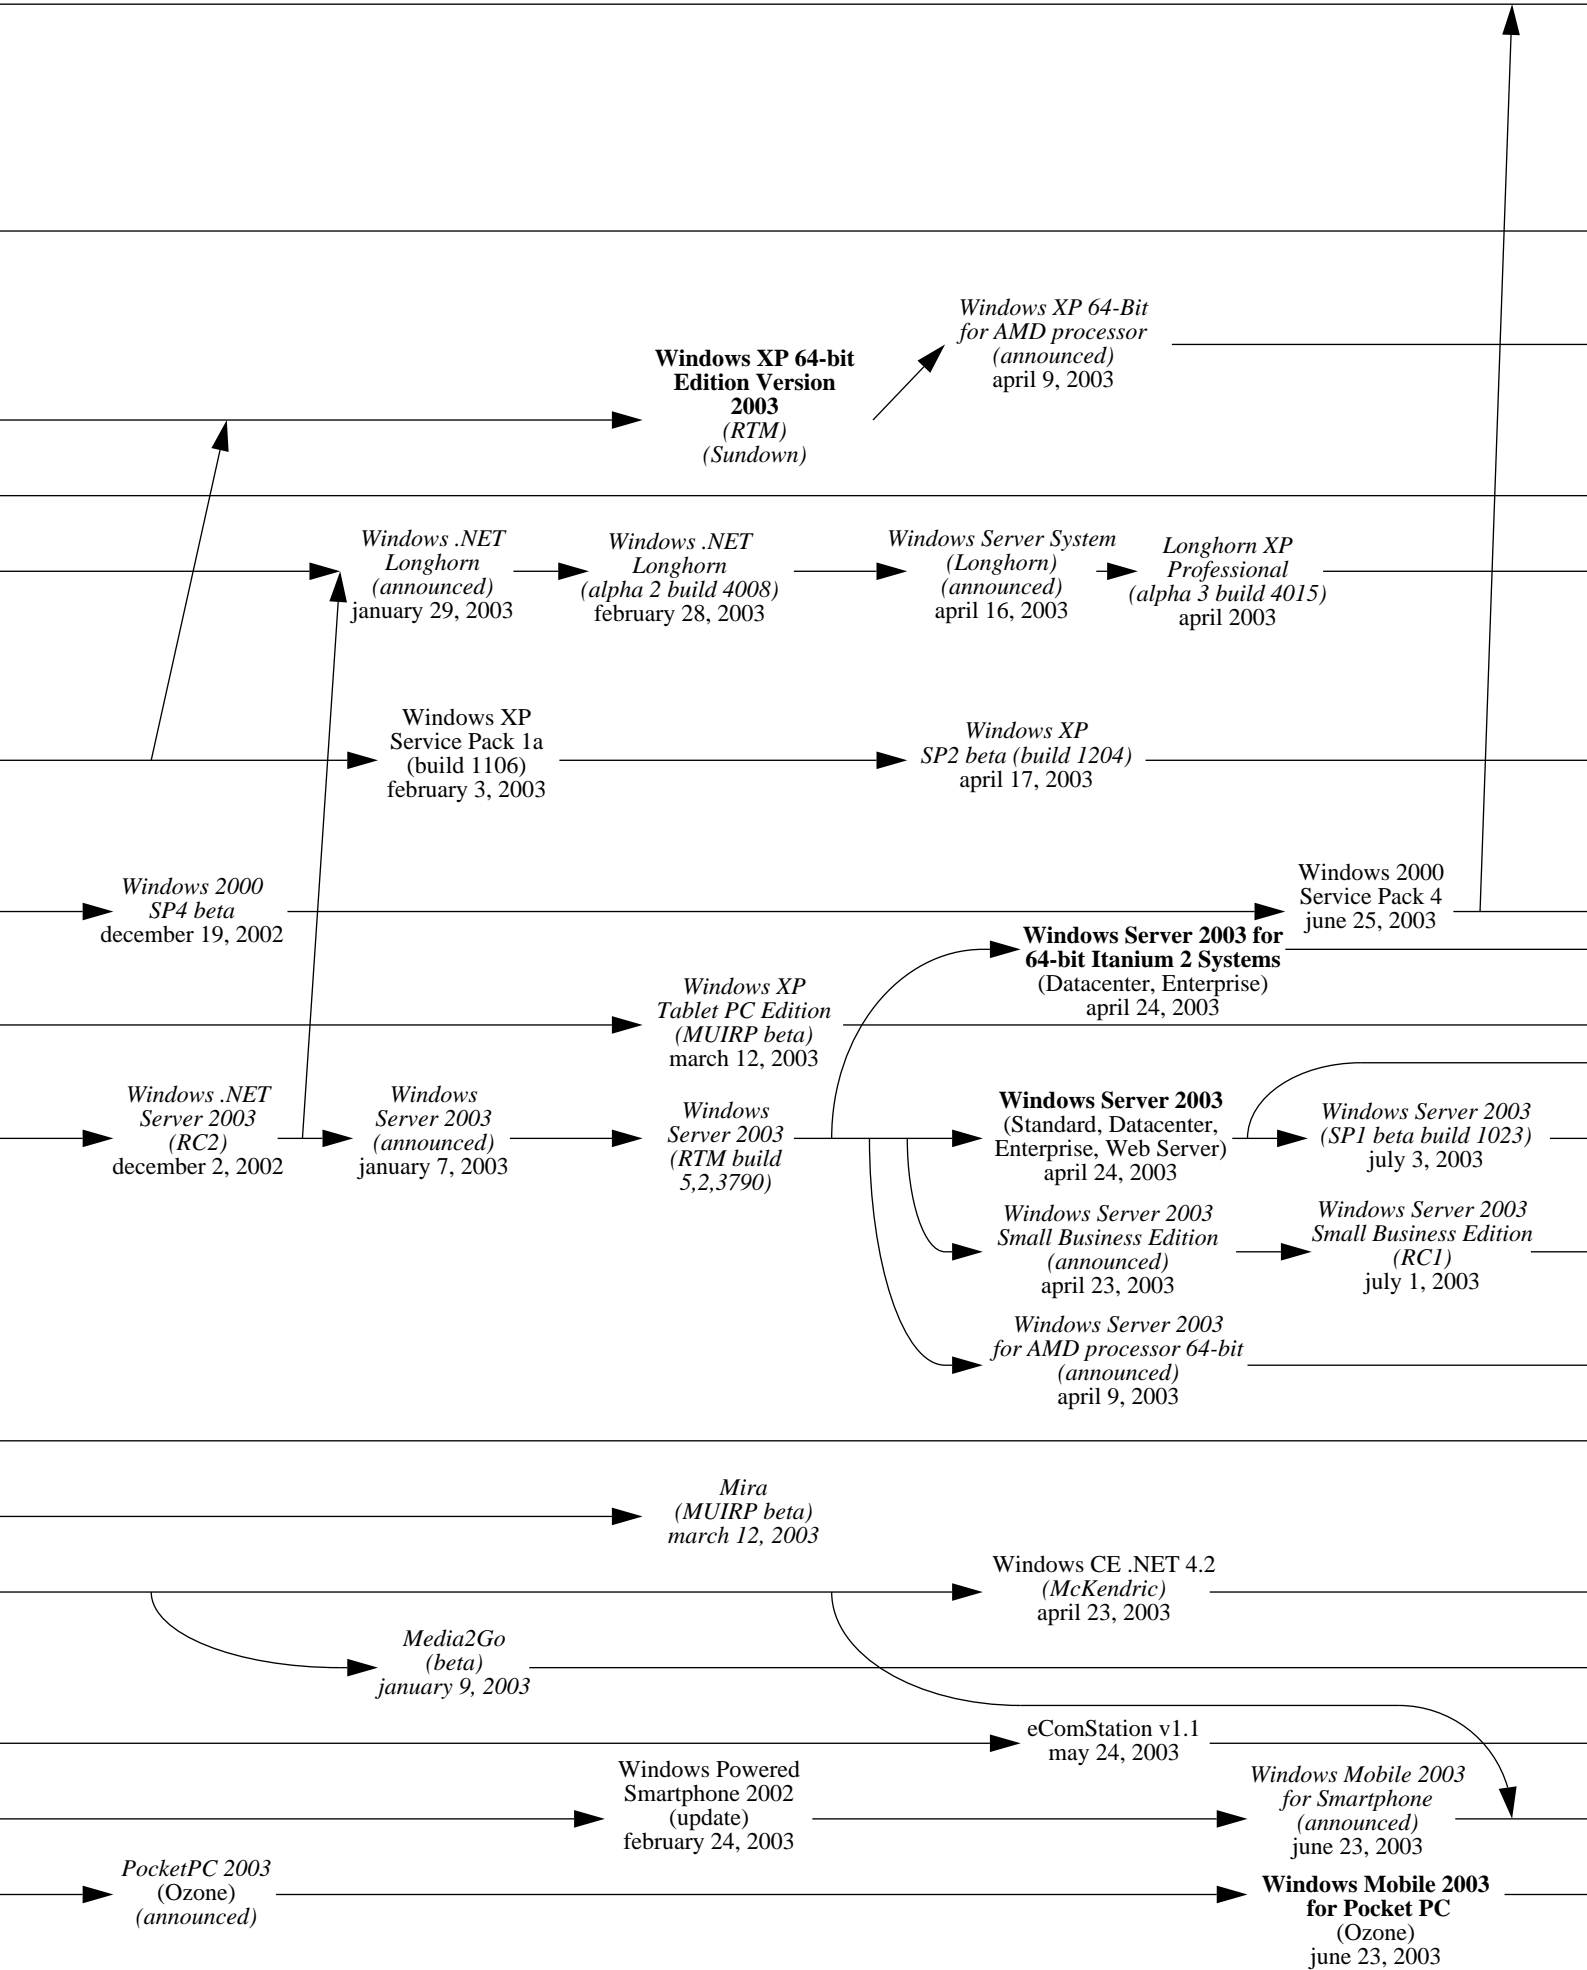 Windows XP 64-Bit
for AMD processor
(announced)
april 9, 2003
Windows XP 64-bit
Edition Version
2003
(RTM)
(Sundown)
Windows .NET
Longhorn
(announced)
january 29, 2003
Windows .NET
Longhorn
(alpha 2 build 4008)
february 28, 2003
Windows Server System
(Longhorn)
(announced)
april 16, 2003
Longhorn XP
Professional
(alpha 3 build 4015)
april 2003
Windows XP
Service Pack 1a
(build 1106)
february 3, 2003
Windows XP
SP2 beta (build 1204)
april 17, 2003
Windows 2000
SP4 beta
december 19, 2002
Windows 2000
Service Pack 4
june 25, 2003
Windows Server 2003 for
64-bit Itanium 2 Systems
(Datacenter, Enterprise)
april 24, 2003
Windows XP
Tablet PC Edition
(MUIRP beta)
march 12, 2003
Windows .NET
Server 2003
(RC2)
december 2, 2002
Windows
Server 2003
(announced)
january 7, 2003
Windows
Server 2003
(RTM build
5,2,3790)
Windows Server 2003
(Standard, Datacenter,
Enterprise, Web Server)
april 24, 2003
Windows Server 2003
(SP1 beta build 1023)
july 3, 2003
Windows Server 2003
Small Business Edition
(announced)
april 23, 2003
Windows Server 2003
Small Business Edition
(RC1)
july 1, 2003
Windows Server 2003
for AMD processor 64-bit
(announced)
april 9, 2003
Mira
(MUIRP beta)
march 12, 2003
Windows CE .NET 4.2
(McKendric)
april 23, 2003
Media2Go
(beta)
january 9, 2003
eComStation v1.1
may 24, 2003
Windows Powered
Smartphone 2002
(update)
february 24, 2003
Windows Mobile 2003
for Smartphone
(announced)
june 23, 2003
PocketPC 2003
(Ozone)
(announced)
Windows Mobile 2003
for Pocket PC
(Ozone)
june 23, 2003